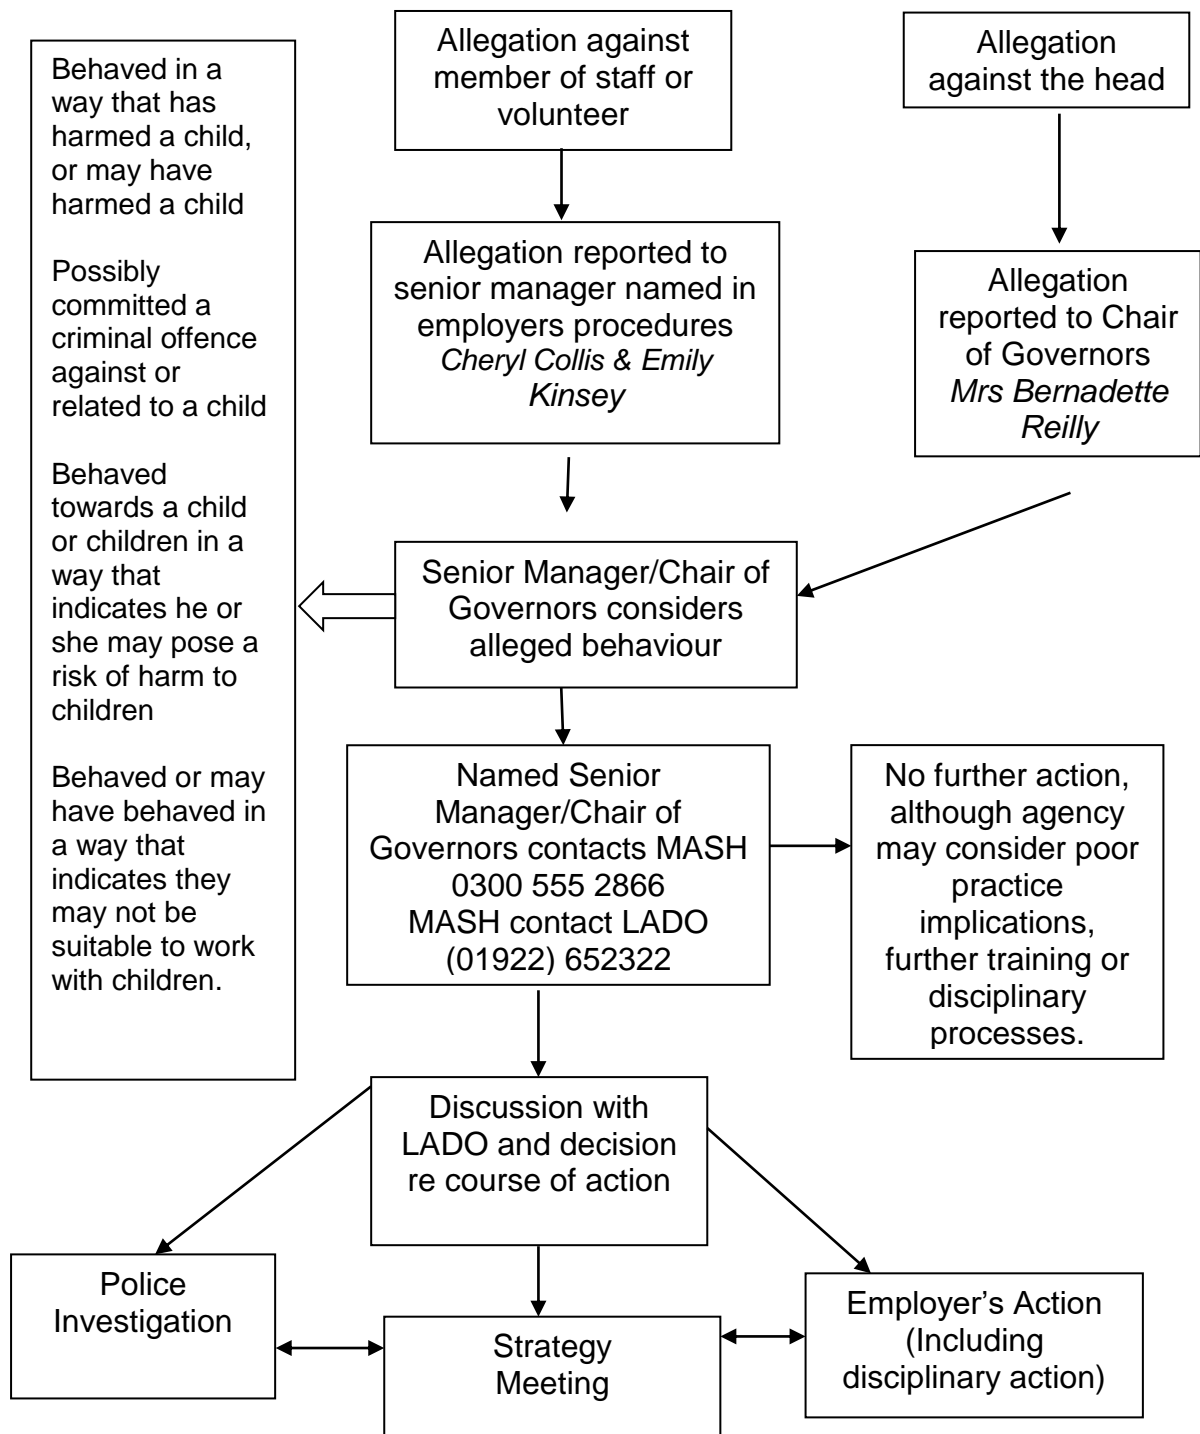 Behaved in a
way that has
harmed a child,
or may have
harmed a child
Possibly
committed a
criminal offence
against or
related to a child
Behaved
towards a child
or children in a
way that
indicates he or
she may pose a
risk of harm to
children
Behaved or may
have behaved in
a way that
indicates they
may not be
suitable to work
with children.
Allegation against
member of staff or
volunteer
Allegation
against the head
Allegation reported to
senior manager named in
employers procedures
Cheryl Collis & Emily
Kinsey
Allegation
reported to Chair
of Governors
Mrs Bernadette
Reilly
Senior Manager/Chair of
Governors considers
alleged behaviour
Named Senior
Manager/Chair of
Governors contacts MASH
0300 555 2866
MASH contact LADO
(01922) 652322
No further action,
although agency
may consider poor
practice
implications,
further training or
disciplinary
processes.
Discussion with
LADO and decision
re course of action
Police
Investigation
Strategy
Meeting
Employer’s Action
(Including
disciplinary action)